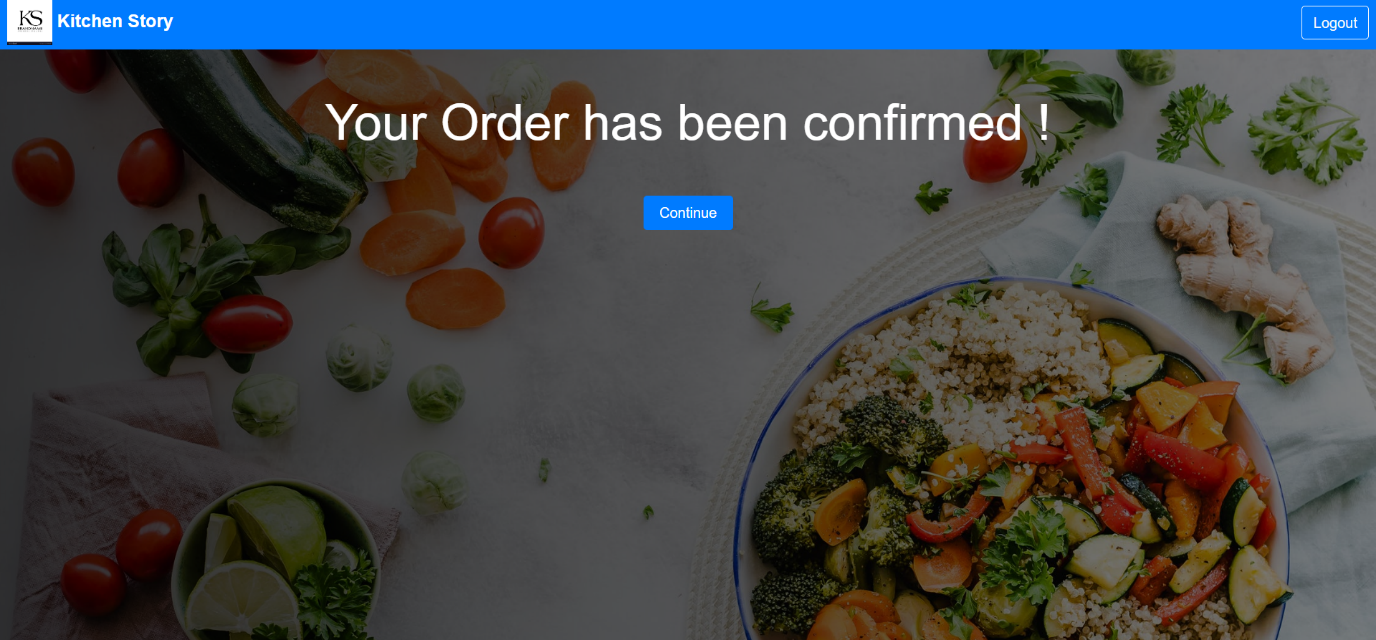 KS
Kitchen Story
Logout
Your Order has been confirmed !
Continue